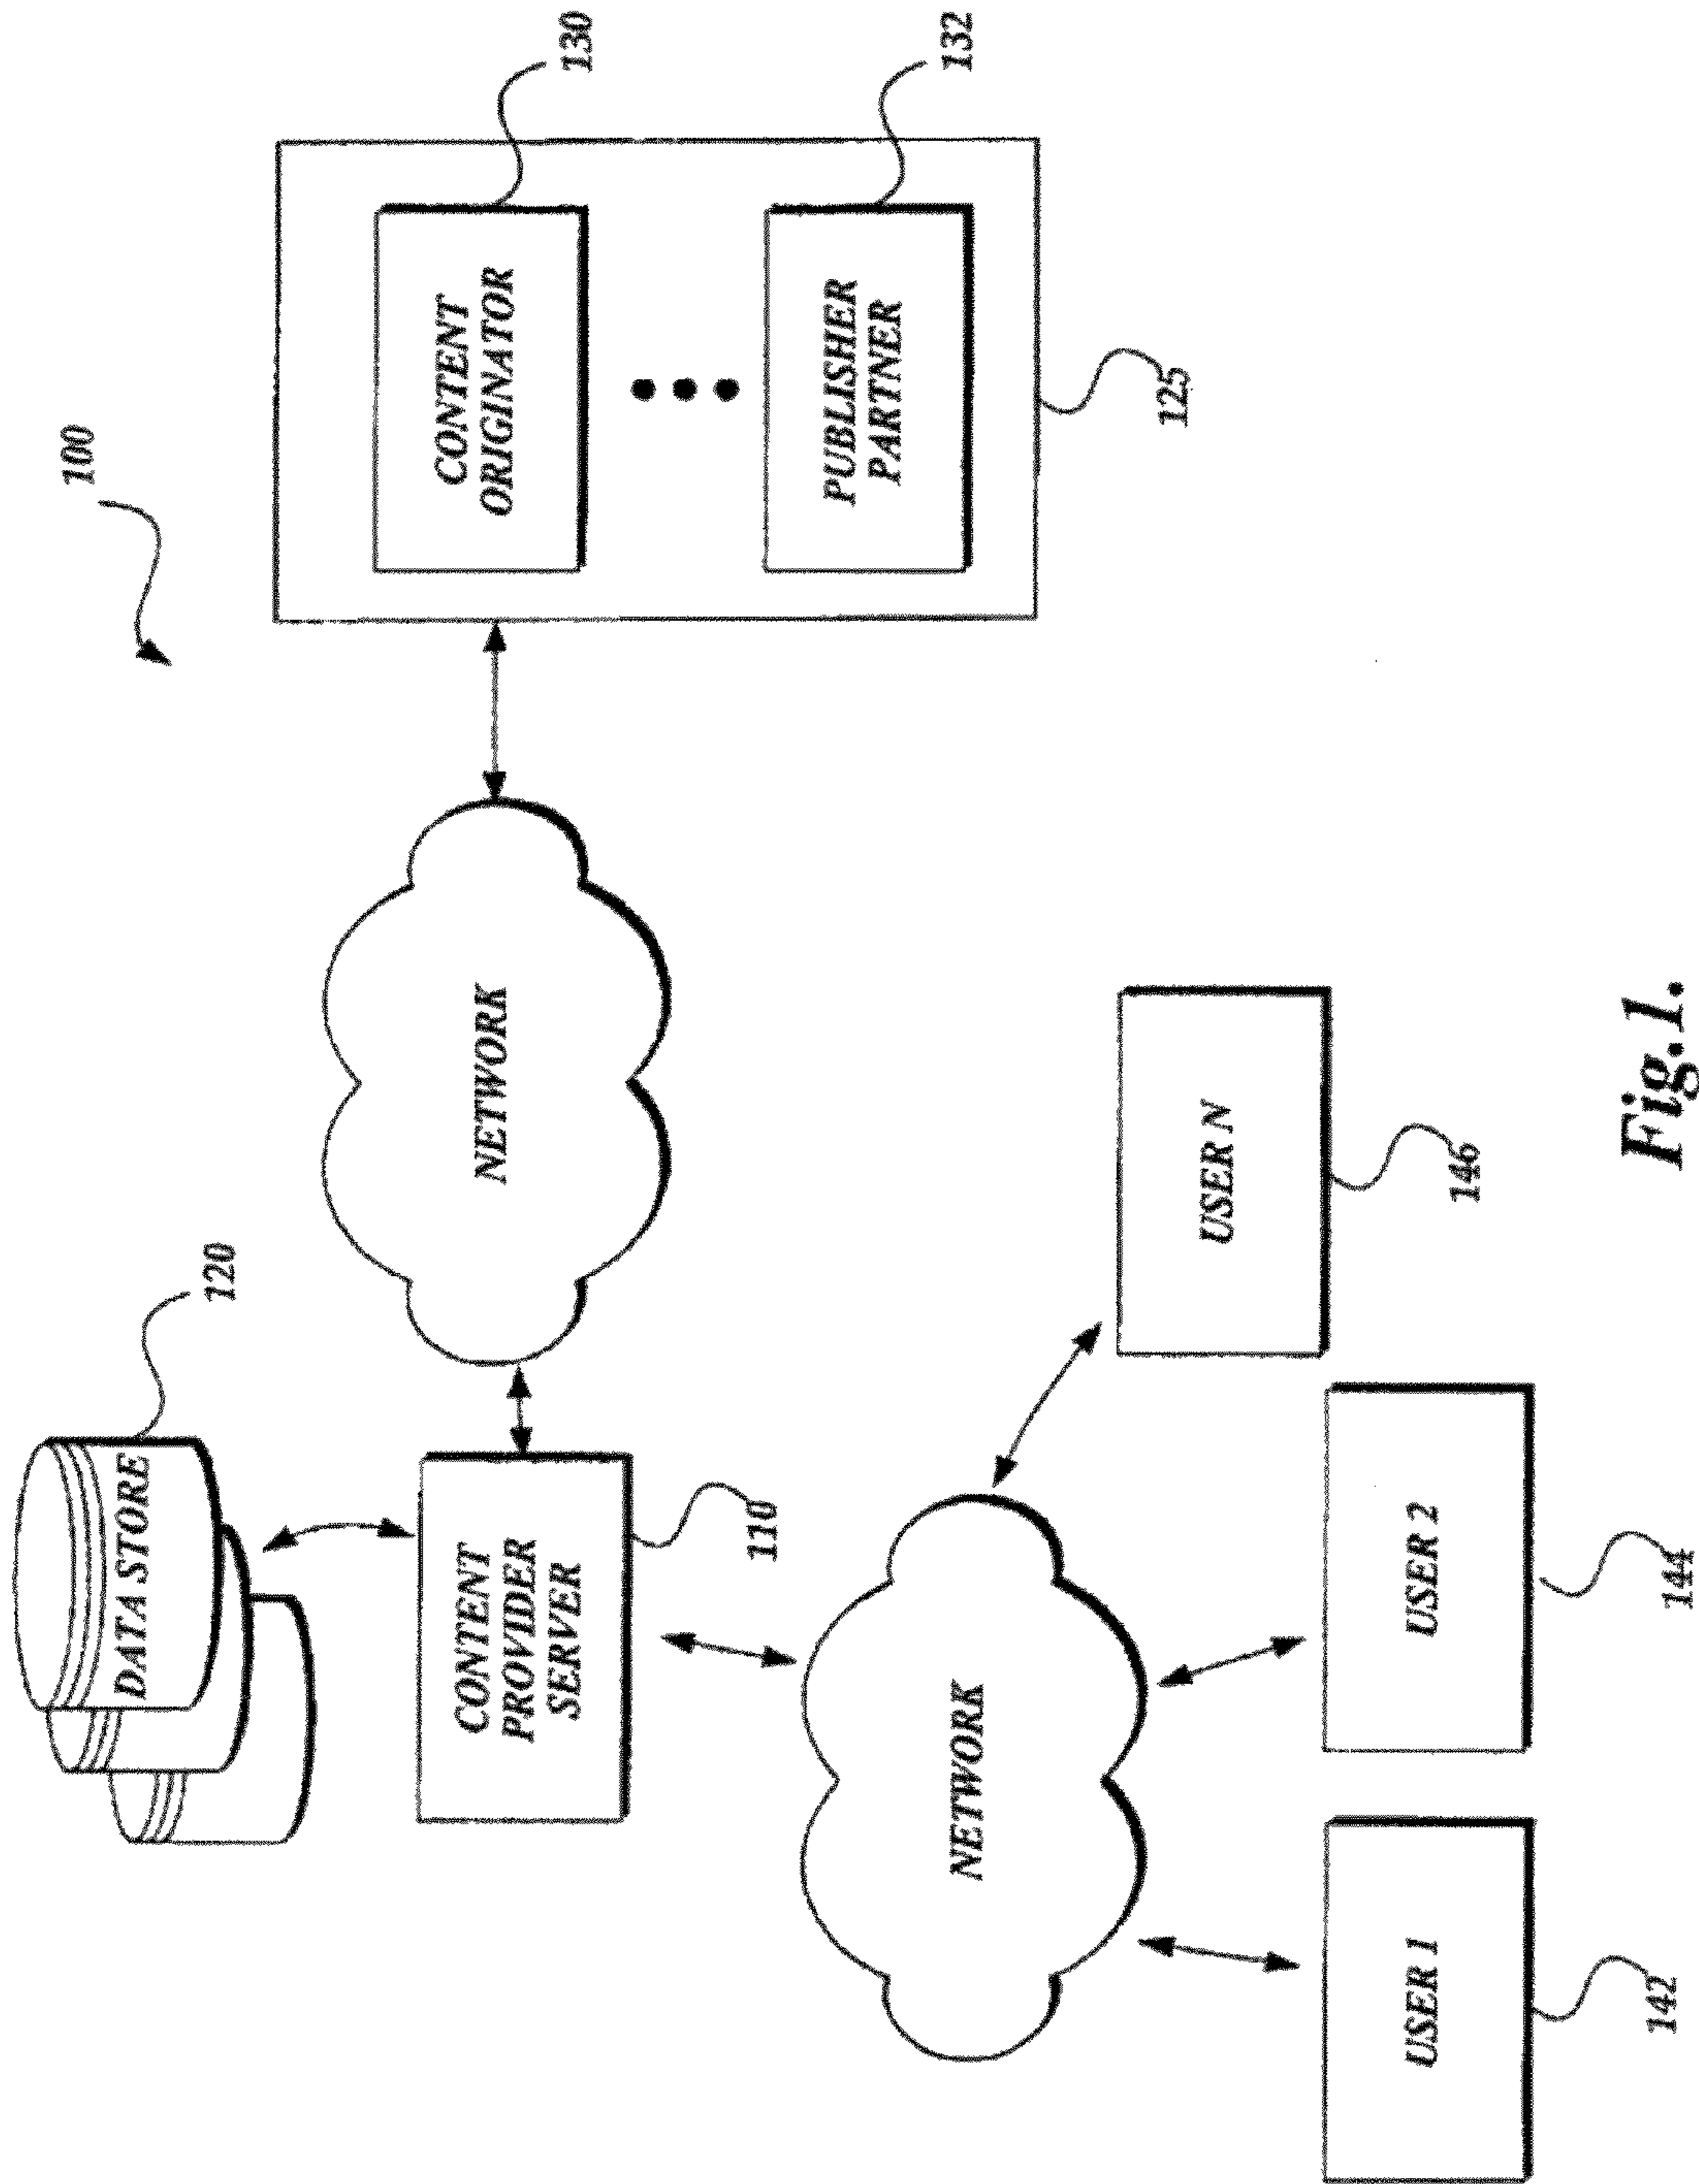 100
DATA STORE
120
CONTENT
PROVIDER
SERVER
110
NETWORK
CONTENT
ORIGINATOR
130
PUBLISHER
PARTNER
132
125
NETWORK
USER 1
142
USER 2
144
USER N
146
Fig.1.